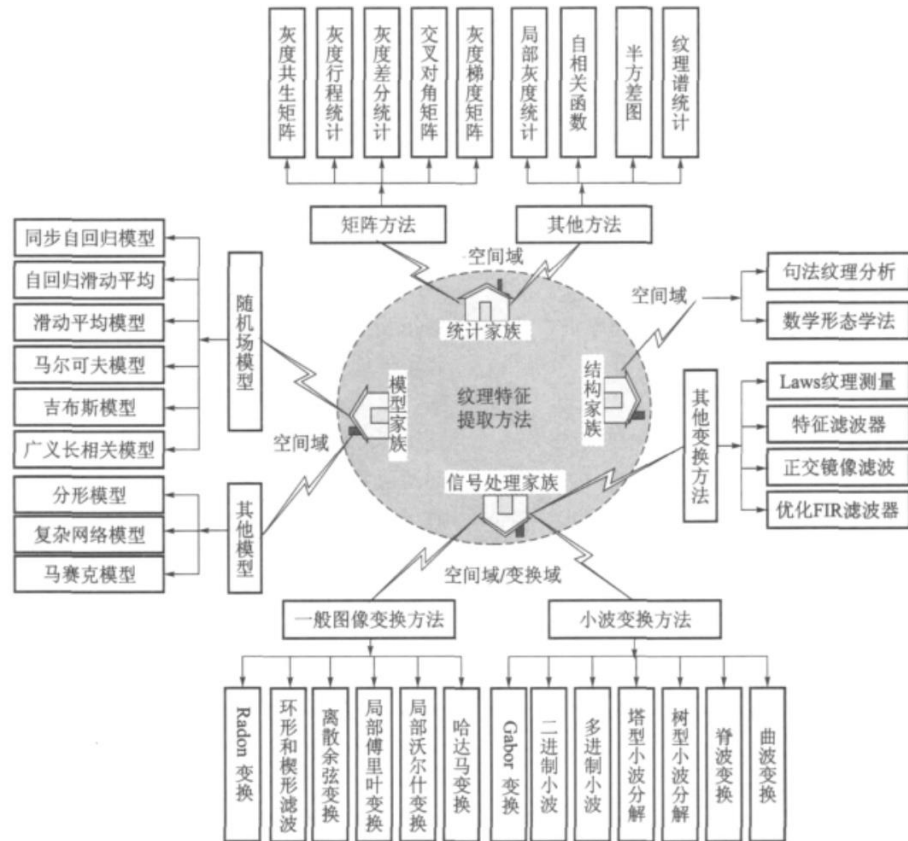 灰度共生矩阵
灰度行程统计
灰度差分统计
交叉对角矩阵
灰度梯度矩阵
局部灰度统计
自相关函数
半方差图
纹理谱统计
矩阵方法
其他方法
空间域
统计家族
同步自回归模型
自回归滑动平均
滑动平均模型
马尔可夫模型
吉布斯模型
广义长相关模型
随机场模型
空间域
模型家族
分形模型
复杂网络模型
马赛克模型
其他模型
纹理特征
提取方法
结构家族
空间域
句法纹理分析
数学形态学法
其他变换方法
Laws纹理测量
特征滤波器
正交镜像滤波
优化FIR滤波器
信号处理家族
空间域/变换域
一般图像变换方法
小波变换方法
Radon 变换
环形和楔形滤波
离散余弦变换
局部傅里叶变换
局部沃尔什变换
哈达马变换
Gabor 变换
二进制小波
多进制小波
塔型小波分解
树型小波分解
脊波变换
曲波变换